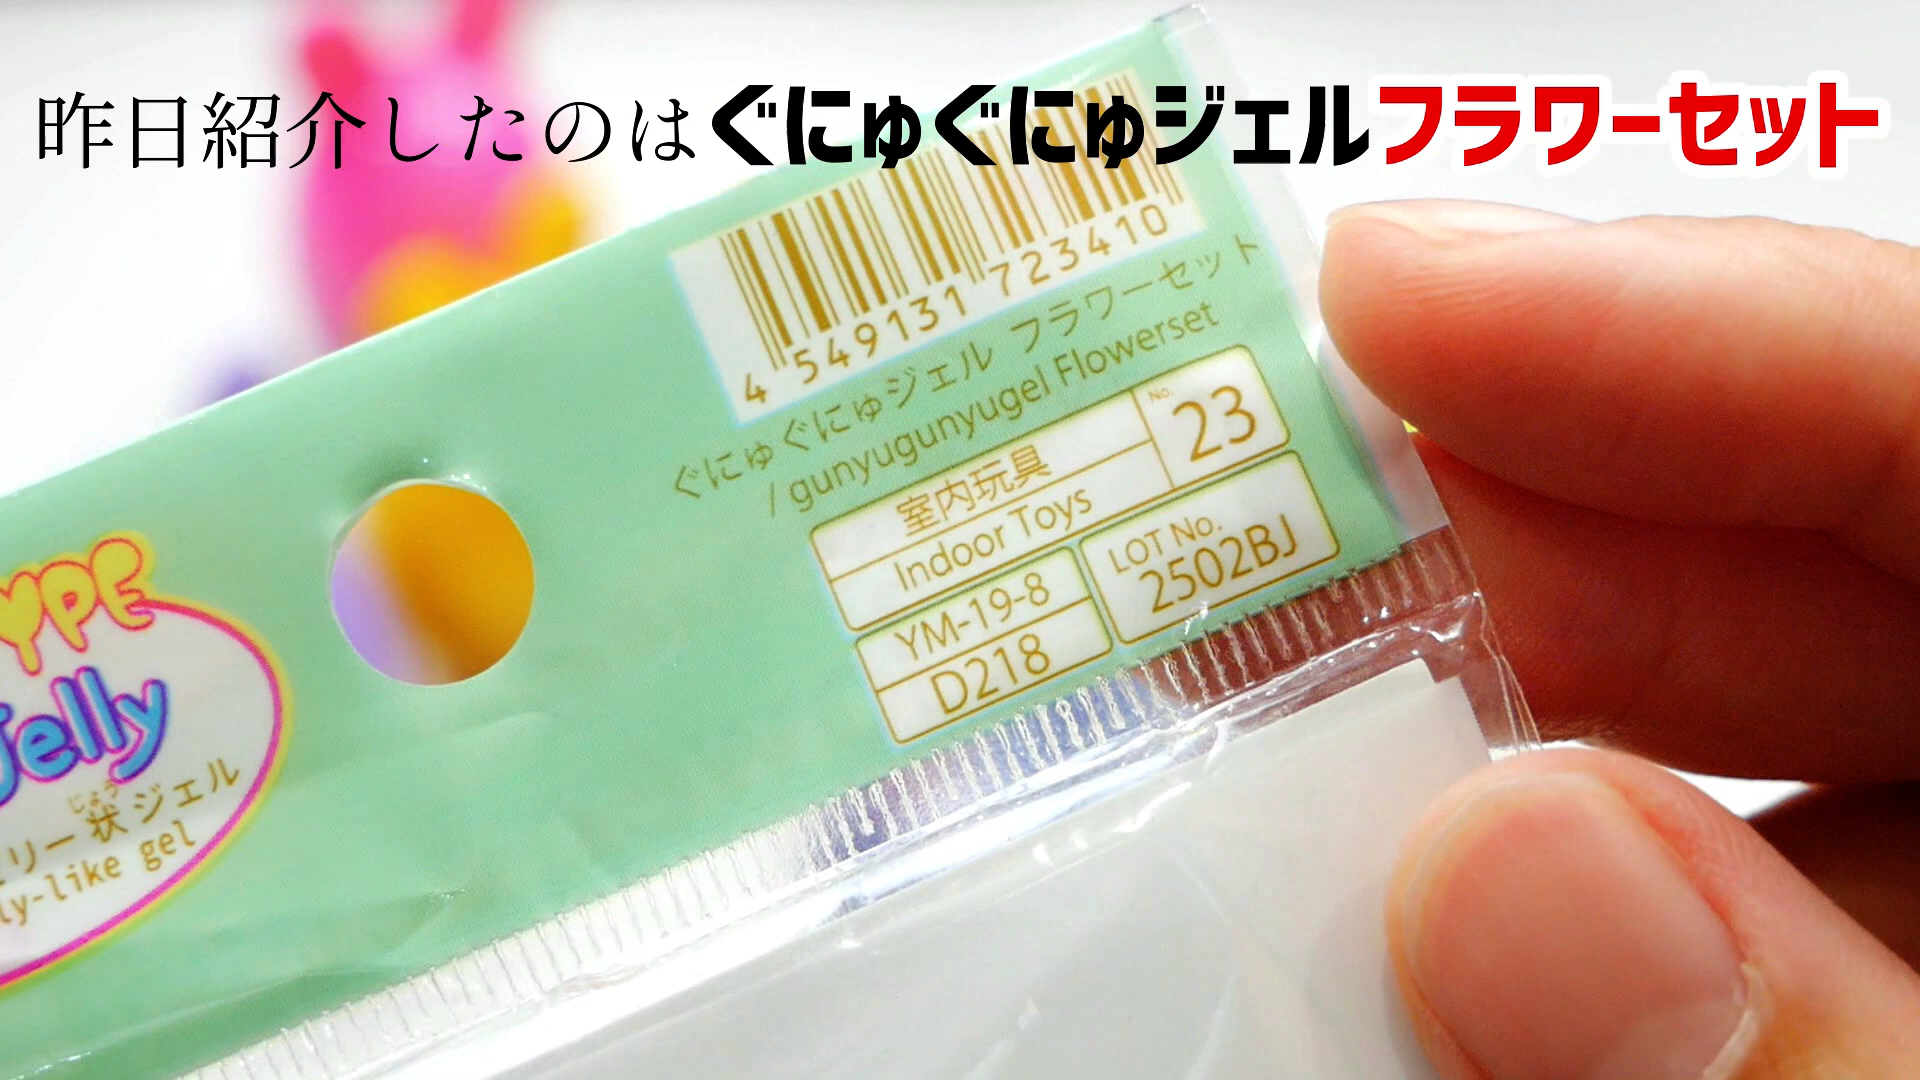 昨日紹介したのはぐにゅぐにゅジェルフラワーセット
4 549131 723410
ぐにゅぐにゅジェル フラワーセット
/ gunyugunyugel Flowerset
室内玩具
Indoor Toys
No.
23
YM-19-8
D218
LOT No.
2502BJ
YPE
Jelly
じょう
リー状ジェル
ly-like gel